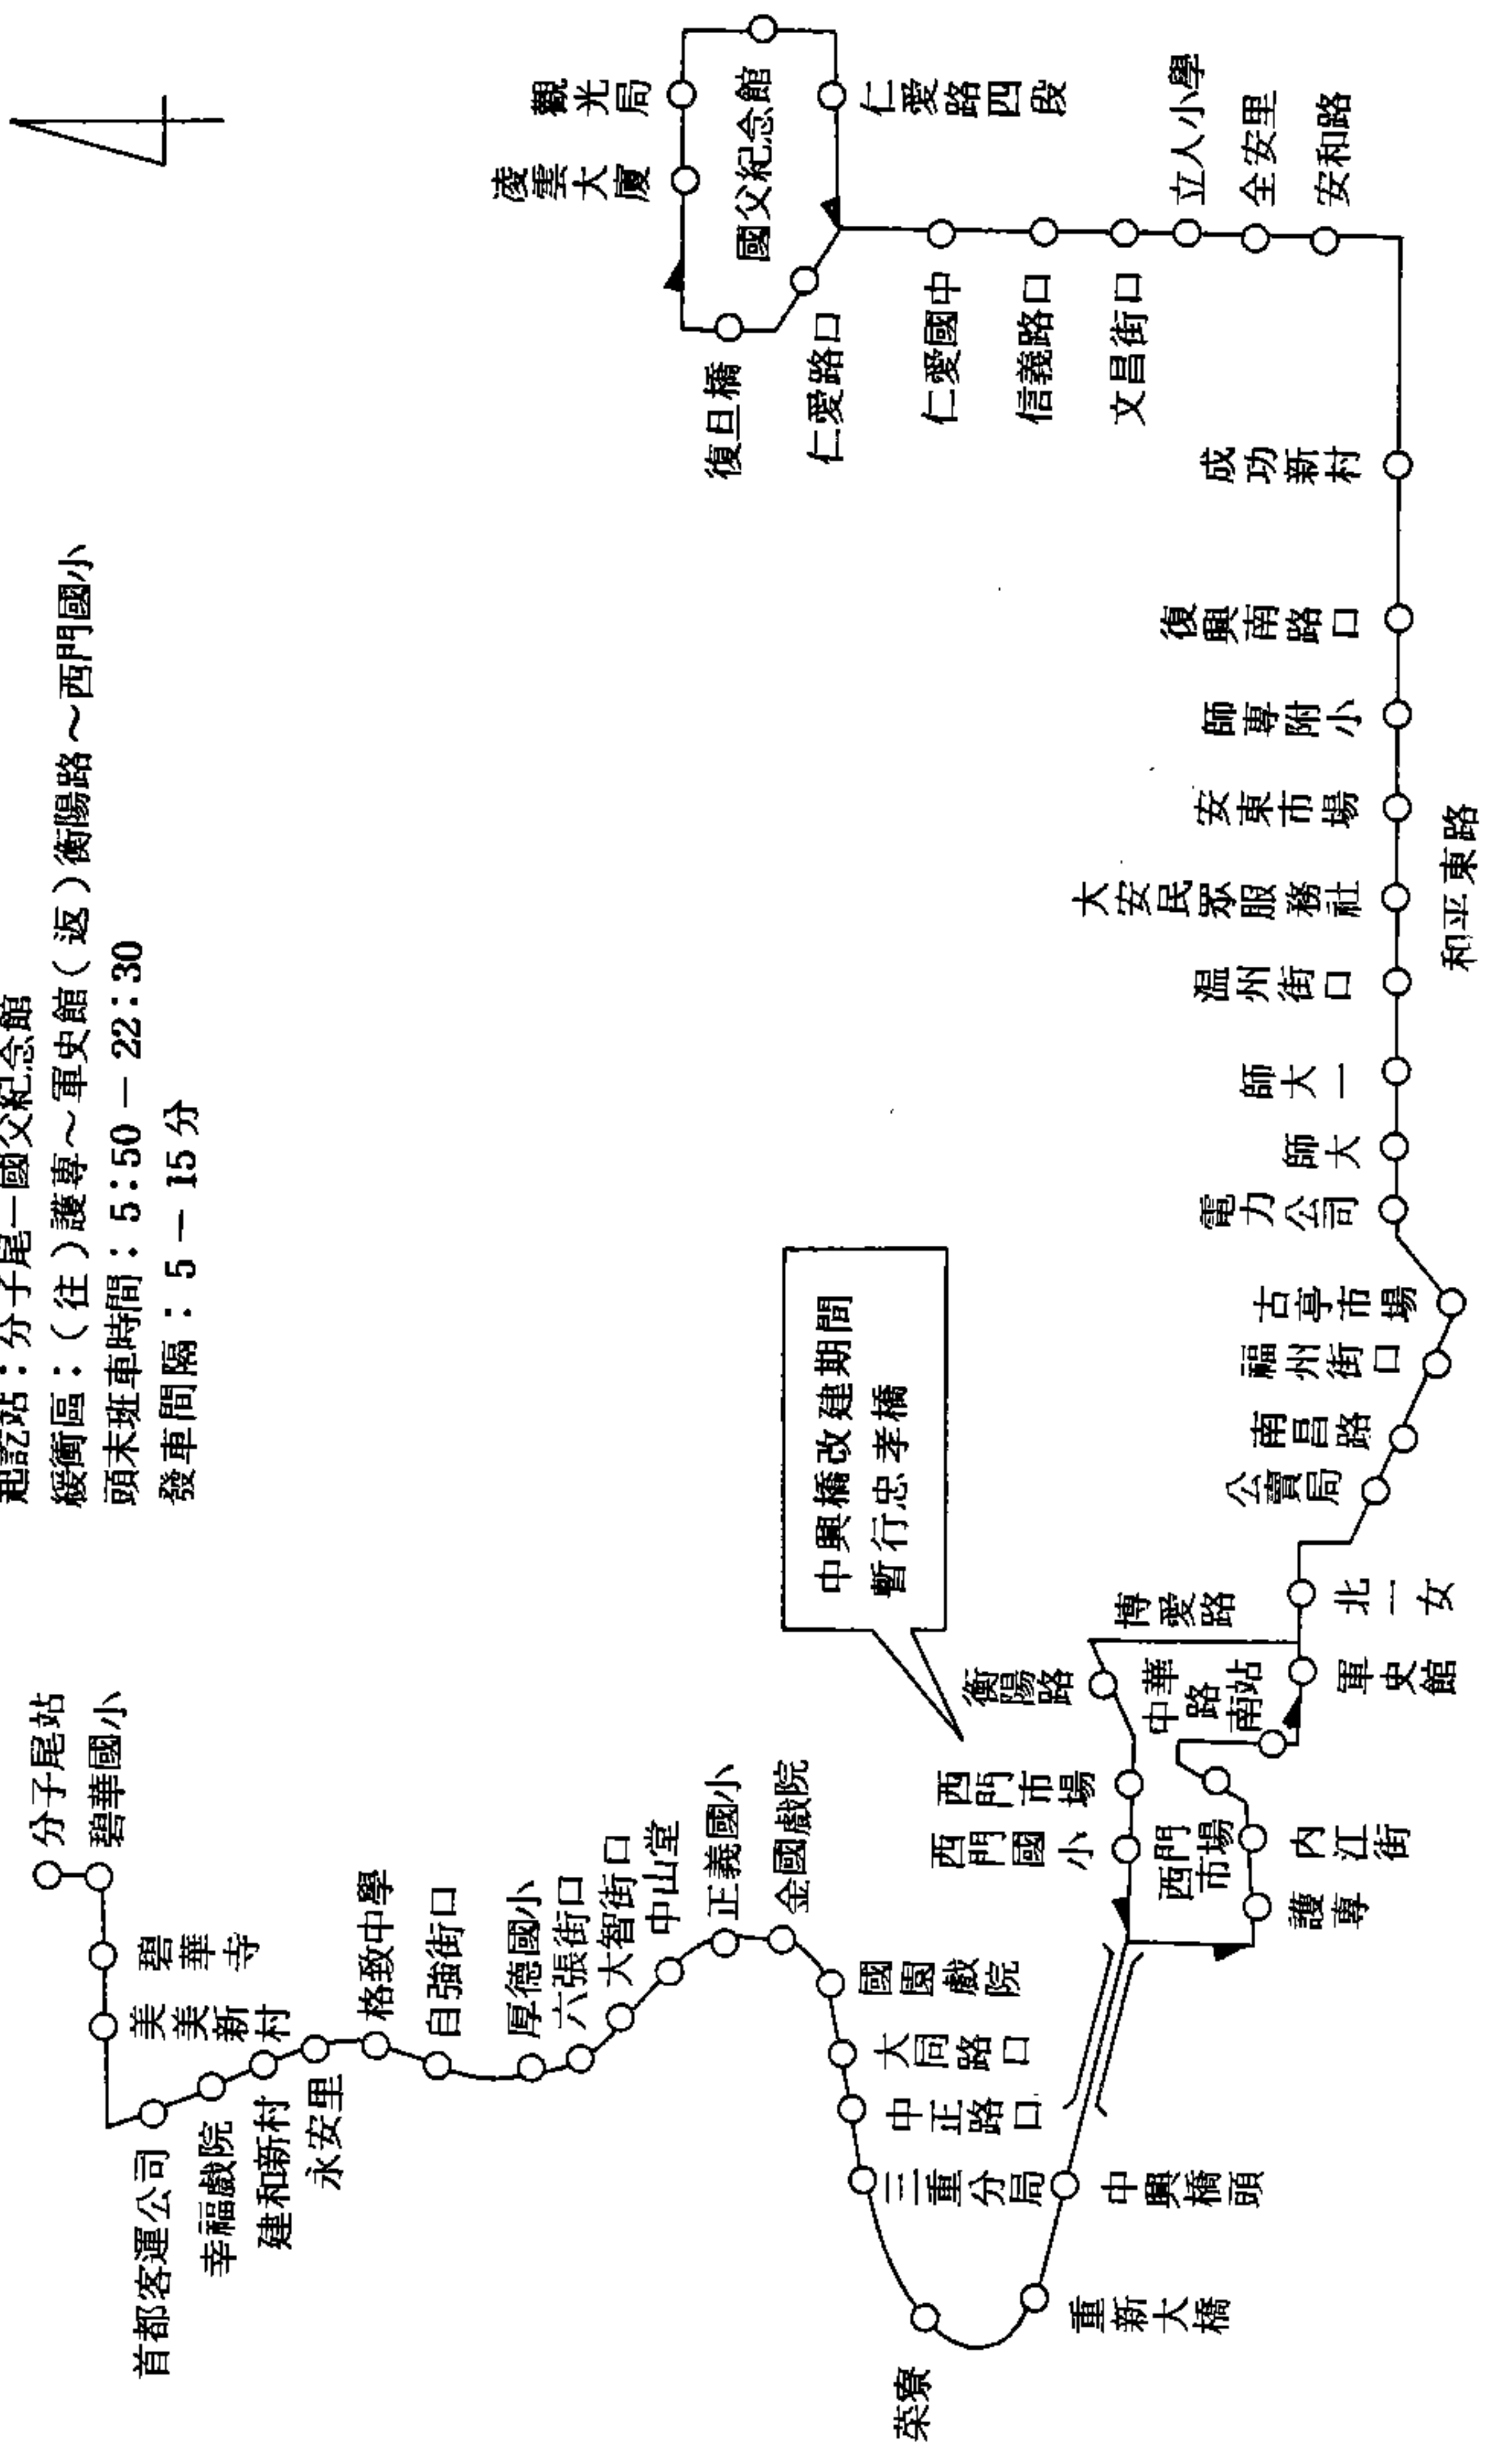 起訖站：分子尾－國父紀念館
緩衝區：（往）護專～軍史館（返）衡陽路～西門國小
頭末班車時間：5：50－22：30
發車間隔：5－15分
分子尾站
碧華國小
碧華寺
美美新村
首都客運公司
幸福戲院
建和新村
永安里
格致中學
自強街口
厚德國小
六張街口
大智街口
中山堂
正義國小
金國戲院
國園戲院
大同路口
中正路口
三重分局
菜寮
重新大橋
中興橋頭
中興橋改建期間
暫行忠孝橋
西門國小
西門市場
衡陽路
博愛路
護專
內江街
西門
市場
中華
路
南站
軍史館
北一女
公賣局
南昌路
福州街口
古亭市場
電力公司
師大
師大一
溫州街口
大安民眾服務社
安東市場
師專附小
復興南路口
成功新村
和平東路
安和路
全安里
立人小學
文昌街口
信義路口
仁愛國中
仁愛路口
復旦橋
凌雲大廈
觀光局
國父紀念館
仁愛路四段